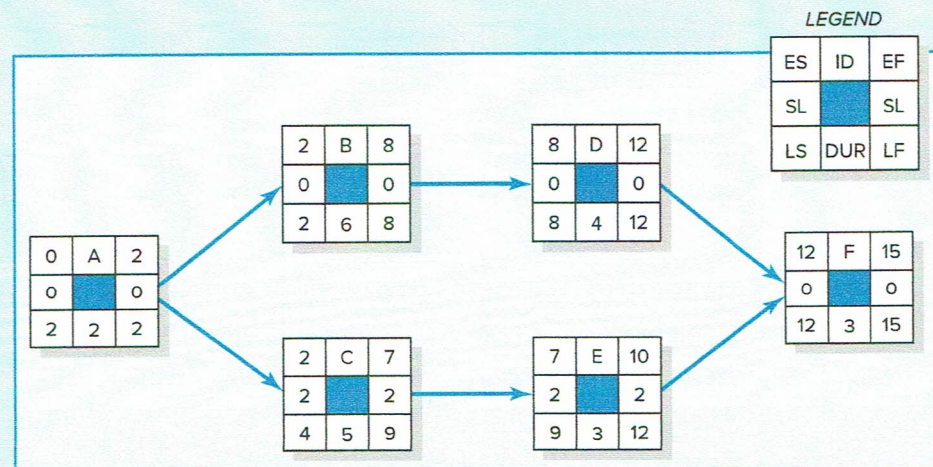 LEGEND
ES ID EF
SL SL
LS DUR LF
2 B 8
0 0
2 6 8
8 D 12
0 0
8 4 12
0 A 2
0 0
2 2 2
12 F 15
0 0
12 3 15
2 C 7
2 2
4 5 9
7 E 10
2 2
9 3 12